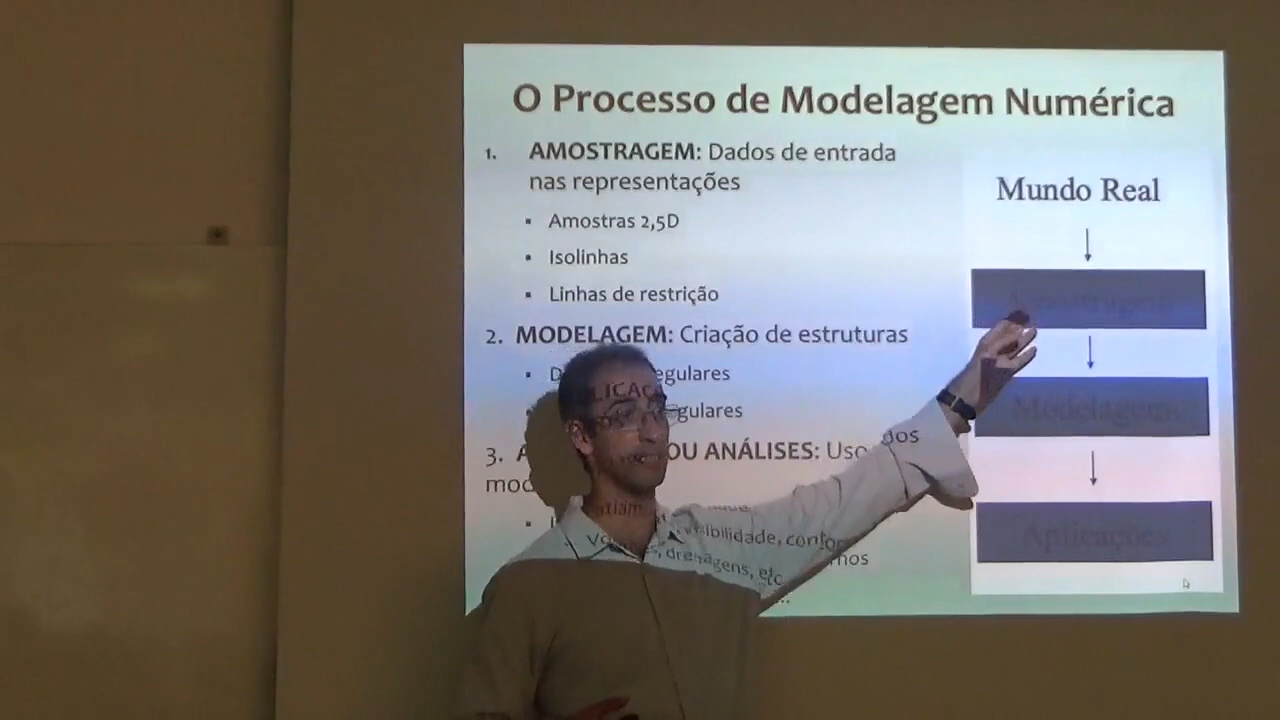 O Processo de Modelagem Numérica
1. AMOSTRAGEM: Dados de entrada
nas representações
▪ Amostras 2,5D
▪ Isolinhas
▪ Linhas de restrição
2. MODELAGEM: Criação de estruturas
egulares
gulares
3. OU ANÁLISES: Uso dos
mod
visibilidade, contor
drenagens, etc
Mundo Real
Amostragem
Modelagem
Aplicações